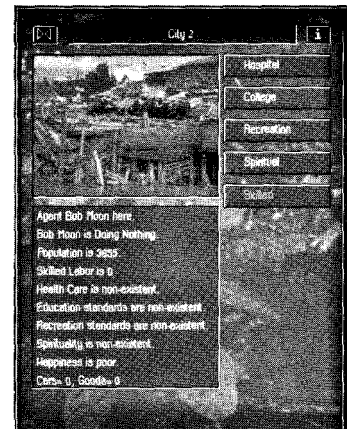 City 2
i
Hospital
College
Recreation
Spiritual
Skilled
Agent Bob Moon here.
Bob Moon is Doing Nothing.
Population is 3655
Skilled Labor is 0
Health Care is non-existent.
Education standards are non-existent.
Recreation standards are non-existent.
Spirituality is non-existent.
Happiness is poor
Cars= 0, Goods= 0